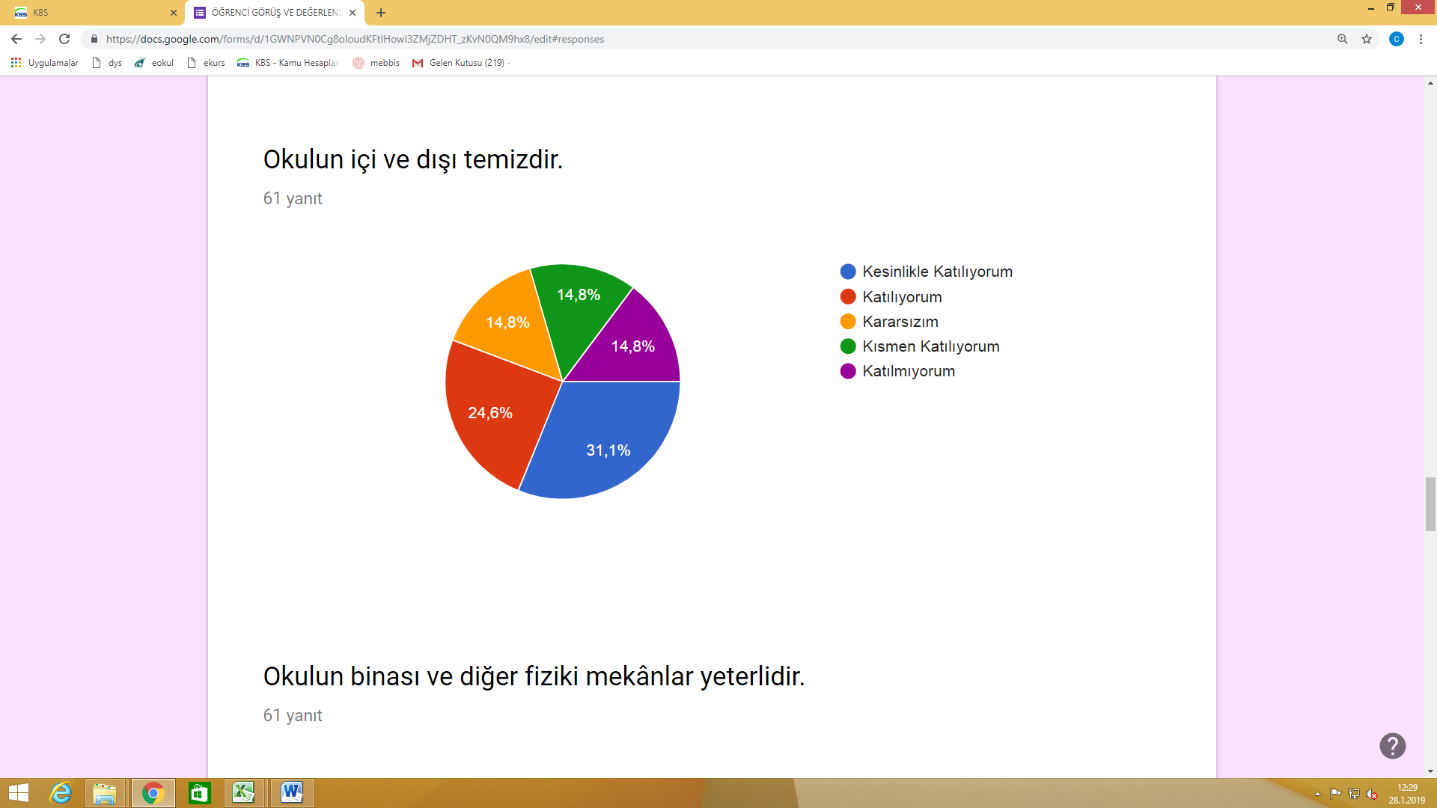 KBS
ÖĞRENCİ GÖRÜŞ VE DEĞERLENE
https://docs.google.com/forms/d/1GWNPVN0Cg8oloudKFtlHowl3ZMjZDHT_zKvN0QM9hx8/edit#responses
C
Uygulamalar dys eokul ekurs KBS - Kamu Hesapları mebbis Gelen Kutusu (219) -
Okulun içi ve dışı temizdir.
61 yanıt
14,8%
14,8%
14,8%
24,6%
31,1%
Kesinlikle Katılıyorum
Katılıyorum
Kararsızım
Kısmen Katılıyorum
Katılmıyorum
Okulun binası ve diğer fiziki mekânlar yeterlidir.
61 yanıt
12:29
28.1.2019